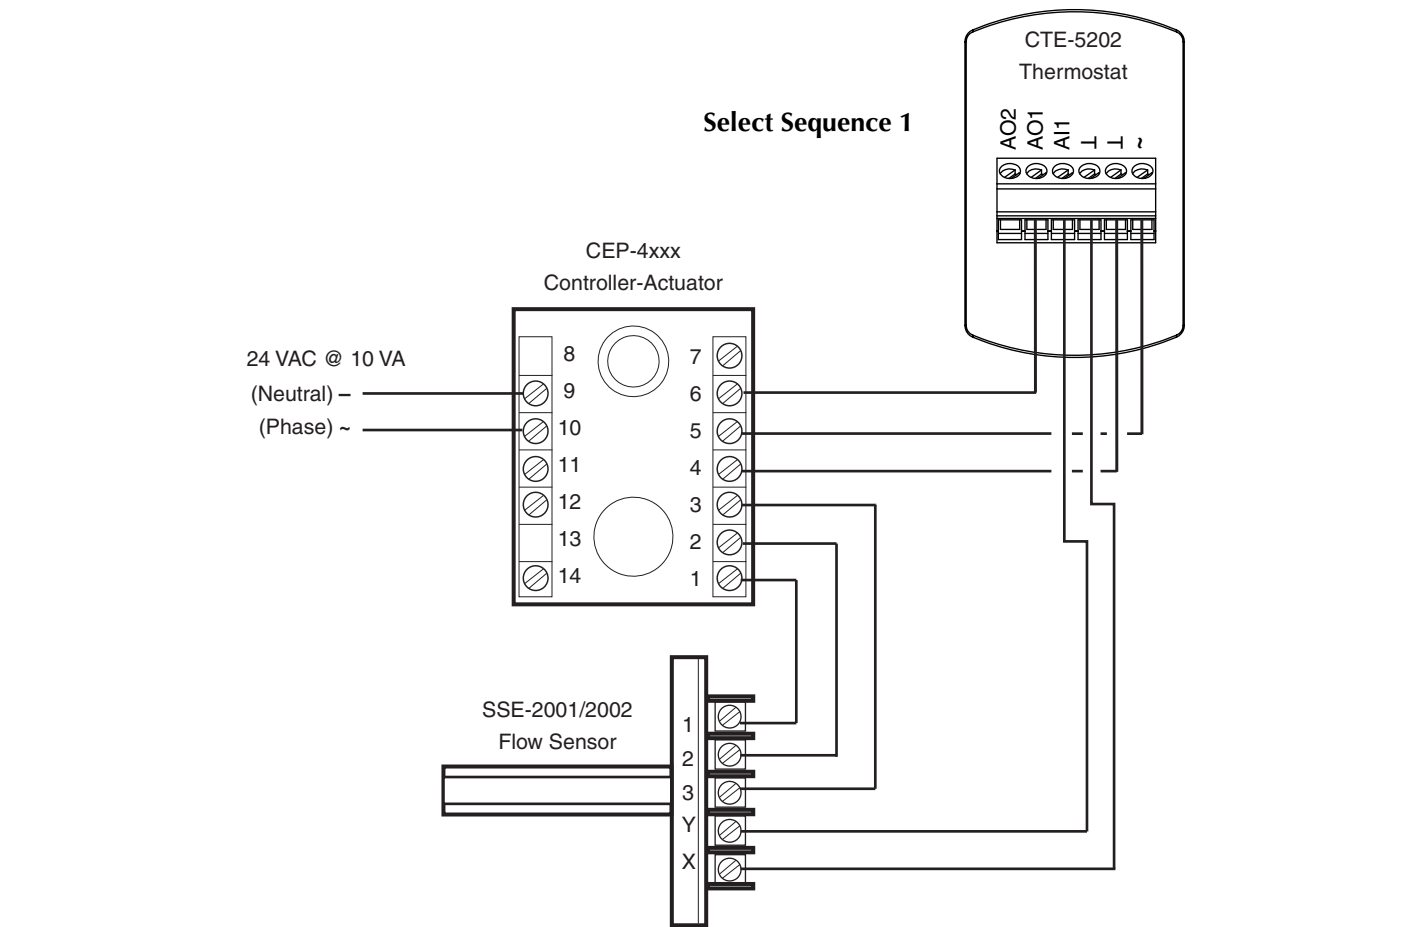 CTE-5202
Thermostat
Select Sequence 1
AO2
AO1
AI1
⊥
⊥
~
CEP-4xxx
Controller-Actuator
24 VAC @ 10 VA
(Neutral) –
(Phase) ~
8
9
10
11
12
13
14
7
6
5
4
3
2
1
SSE-2001/2002
Flow Sensor
1
2
3
Y
X